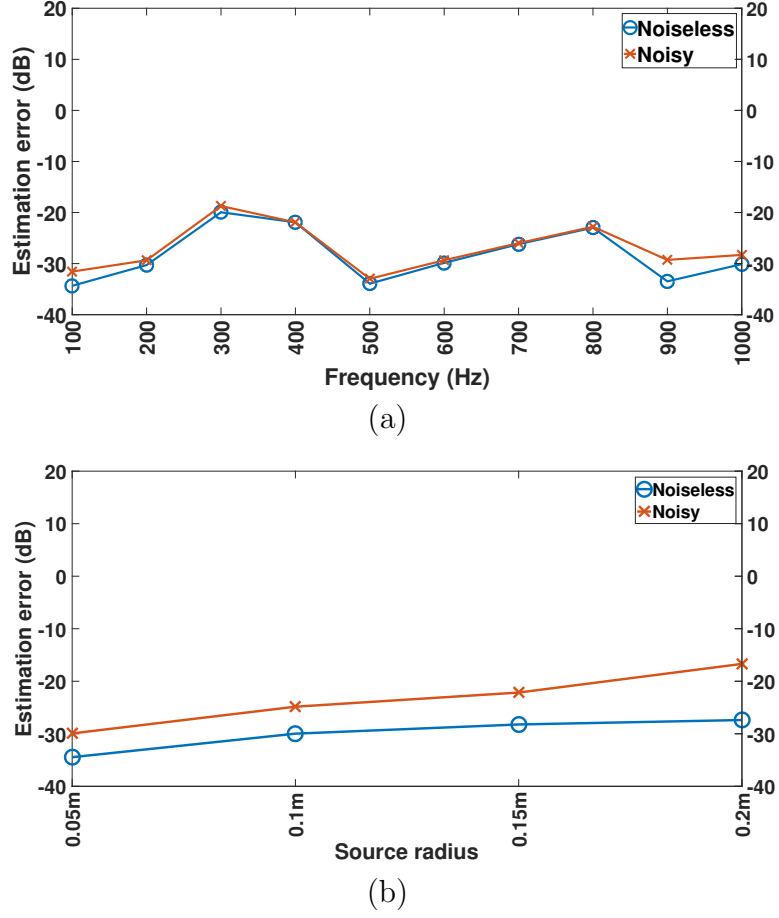 20
10
0
-10
-20
-30
-40
Estimation error (dB)
Noiseless
Noisy
20
10
0
-10
-20
-30
-40
100
200
300
400
500
600
700
800
900
1000
Frequency (Hz)
(a)
20
10
0
-10
-20
-30
-40
Estimation error (dB)
Noiseless
Noisy
20
10
0
-10
-20
-30
-40
0.05m
0.1m
0.15m
0.2m
Source radius
(b)